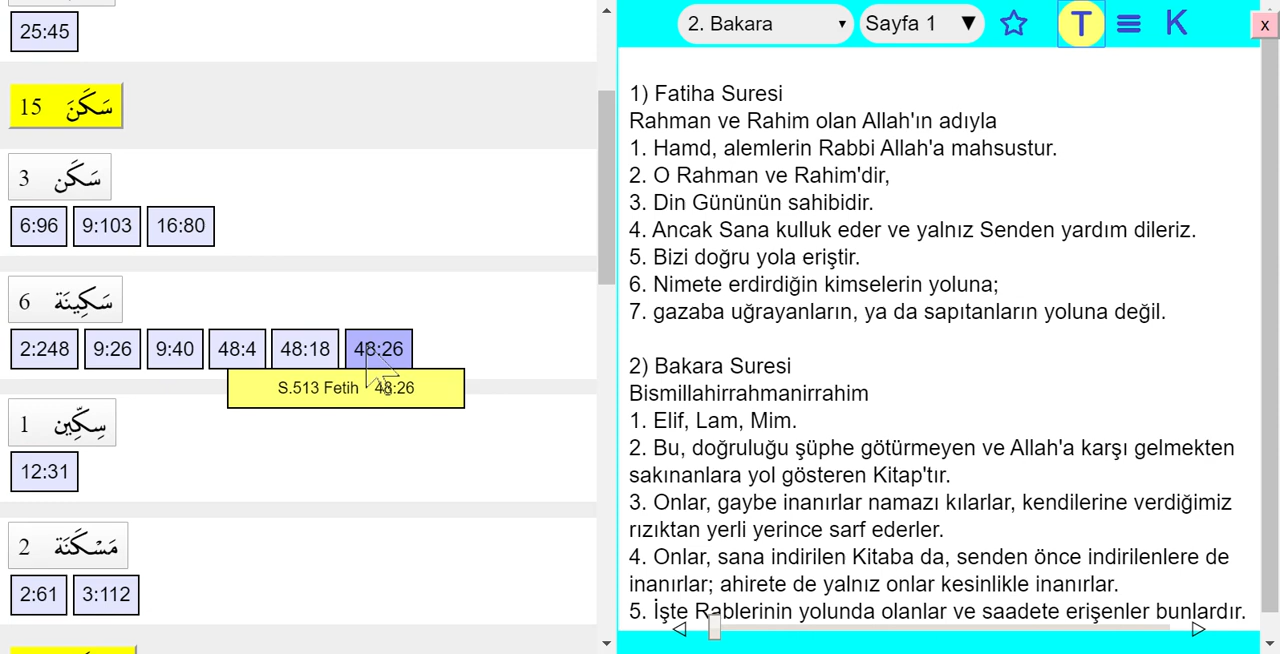 25:45
15 سَكَنَ
3 سَكَن
6:96 9:103 16:80
6 سَكِينَة
2:248 9:26 9:40 48:4 48:18 48:26
S.513 Fetih 48:26
1 سِكِّين
12:31
2 مَسْكَنَة
2:61 3:112
2. Bakara Sayfa 1 T K x
1) Fatiha Suresi
Rahman ve Rahim olan Allah'ın adıyla
1. Hamd, alemlerin Rabbi Allah'a mahsustur.
2. O Rahman ve Rahim'dir,
3. Din Gününün sahibidir.
4. Ancak Sana kulluk eder ve yalnız Senden yardım dileriz.
5. Bizi doğru yola eriştir.
6. Nimete erdirdiğin kimselerin yoluna;
7. gazaba uğrayanların, ya da sapıtanların yoluna değil.
2) Bakara Suresi
Bismillahirrahmanirrahim
1. Elif, Lam, Mim.
2. Bu, doğruluğu şüphe götürmeyen ve Allah'a karşı gelmekten
sakınanlara yol gösteren Kitap'tır.
3. Onlar, gaybe inanırlar namazı kılarlar, kendilerine verdiğimiz
rızıktan yerli yerince sarf ederler.
4. Onlar, sana indirilen Kitaba da, senden önce indirilenlere de
inanırlar; ahirete de yalnız onlar kesinlikle inanırlar.
5. İşte Rablerinin yolunda olanlar ve saadete erişenler bunlardır.